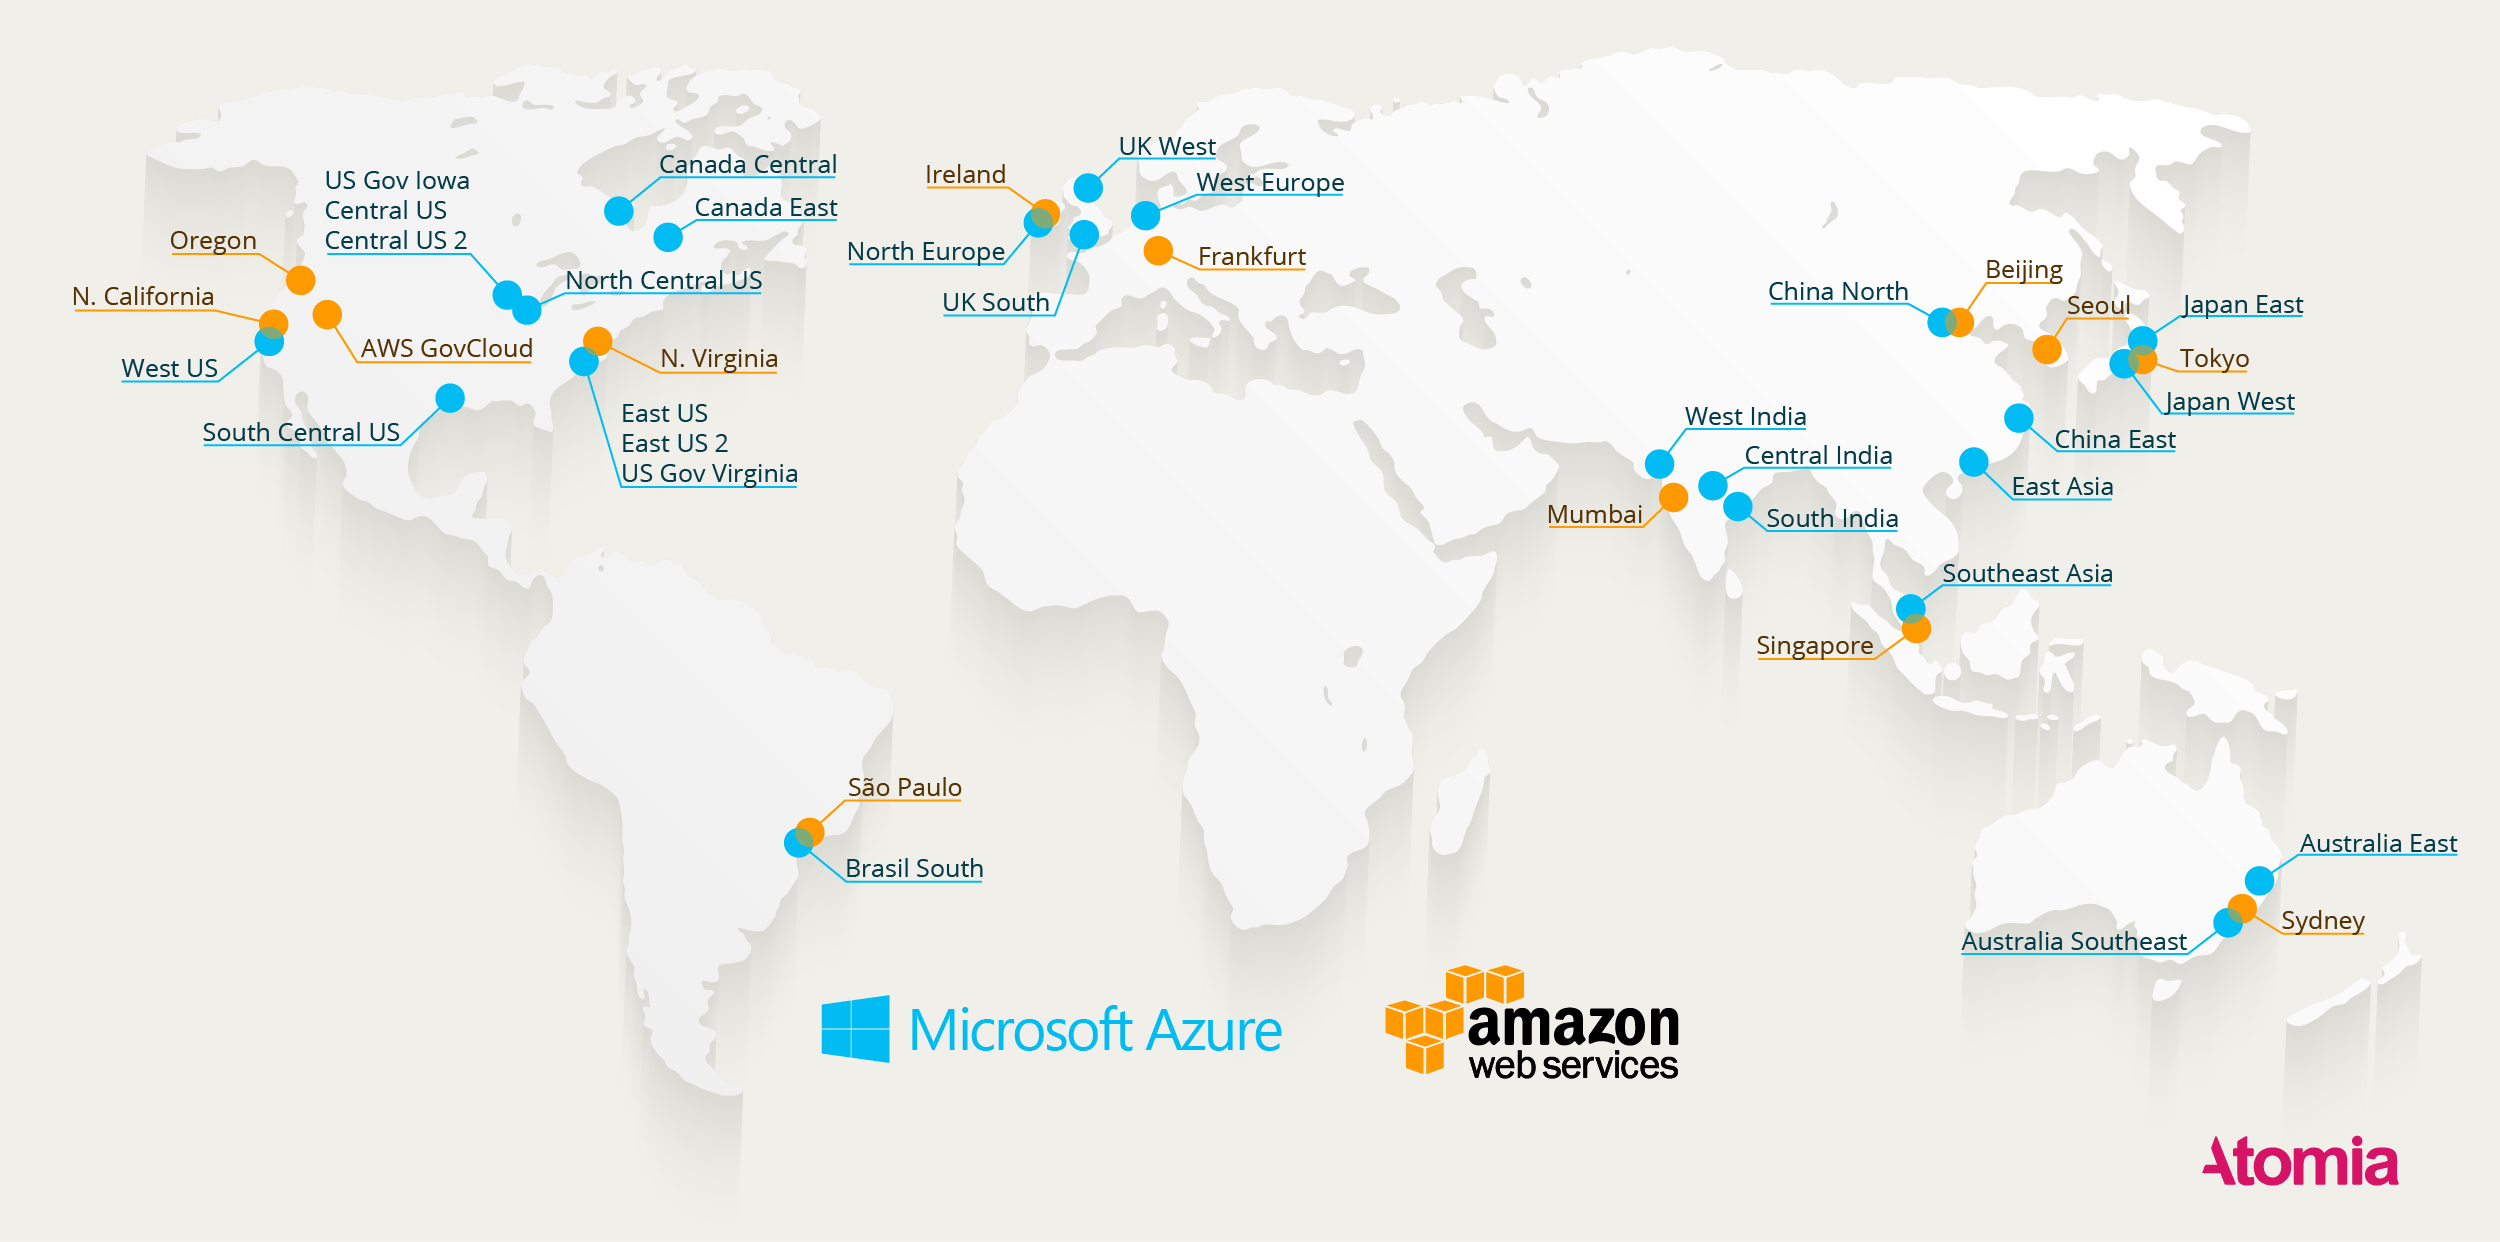 UK West
Canada Central
Ireland
US Gov Iowa
Central US
Central US 2
West Europe
Canada East
Oregon
North Europe
Frankfurt
Beijing
North Central US
China North
N. California
UK South
Seoul
Japan East
AWS GovCloud
N. Virginia
Tokyo
West US
Japan West
East US
East US 2
US Gov Virginia
West India
South Central US
China East
Central India
East Asia
Mumbai
South India
Southeast Asia
Singapore
São Paulo
Brasil South
Australia East
Sydney
Australia Southeast
Microsoft Azure
amazon
web services
Atomia